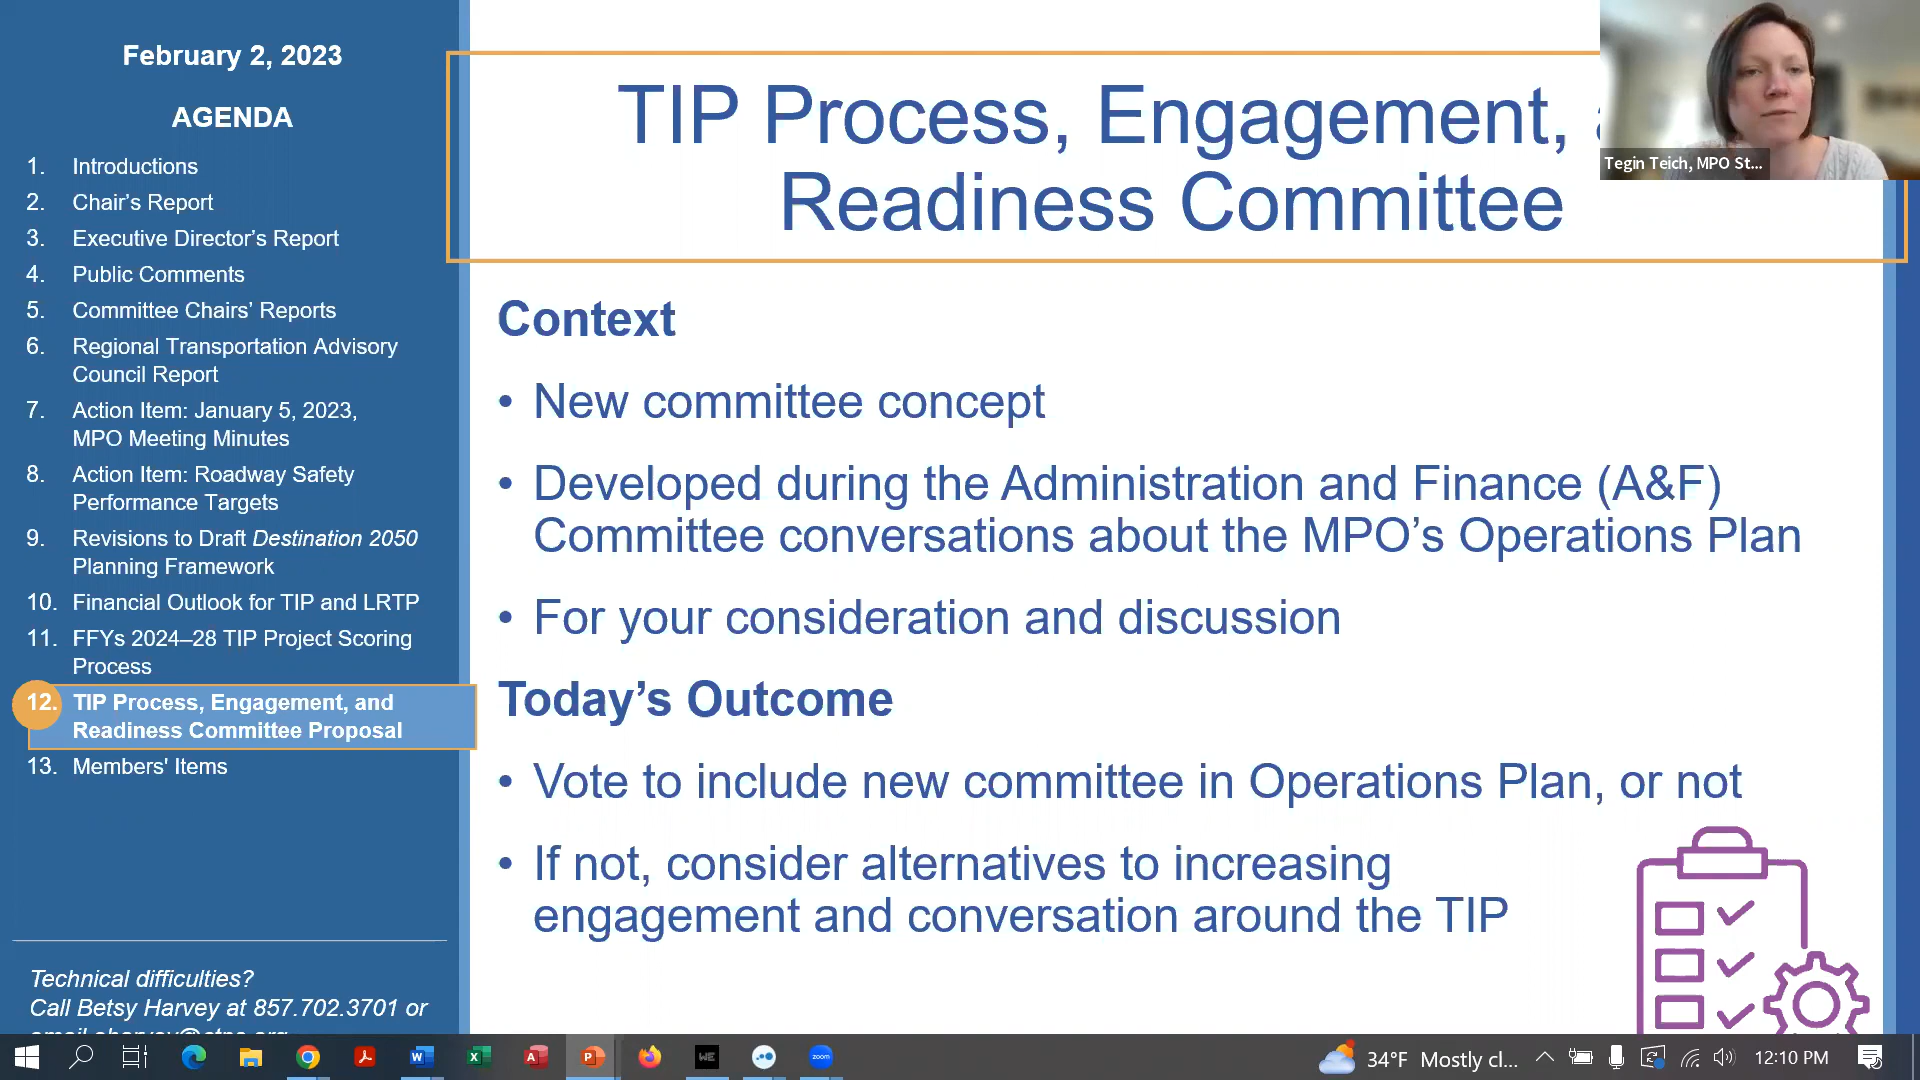 February 2, 2023
AGENDA
1. Introductions
2. Chair’s Report
3. Executive Director’s Report
4. Public Comments
5. Committee Chairs’ Reports
6. Regional Transportation Advisory
Council Report
7. Action Item: January 5, 2023,
MPO Meeting Minutes
8. Action Item: Roadway Safety
Performance Targets
9. Revisions to Draft Destination 2050
Planning Framework
10. Financial Outlook for TIP and LRTP
11. FFYs 2024–28 TIP Project Scoring
Process
12. TIP Process, Engagement, and
Readiness Committee Proposal
13. Members' Items
Technical difficulties?
Call Betsy Harvey at 857.702.3701 or
TIP Process, Engagement,
Readiness Committee
Context
• New committee concept
• Developed during the Administration and Finance (A&F)
Committee conversations about the MPO’s Operations Plan
• For your consideration and discussion
Today’s Outcome
• Vote to include new committee in Operations Plan, or not
• If not, consider alternatives to increasing
engagement and conversation around the TIP
Tegin Teich, MPO St...
WE
zoom
34°F Mostly cl...
12:10 PM